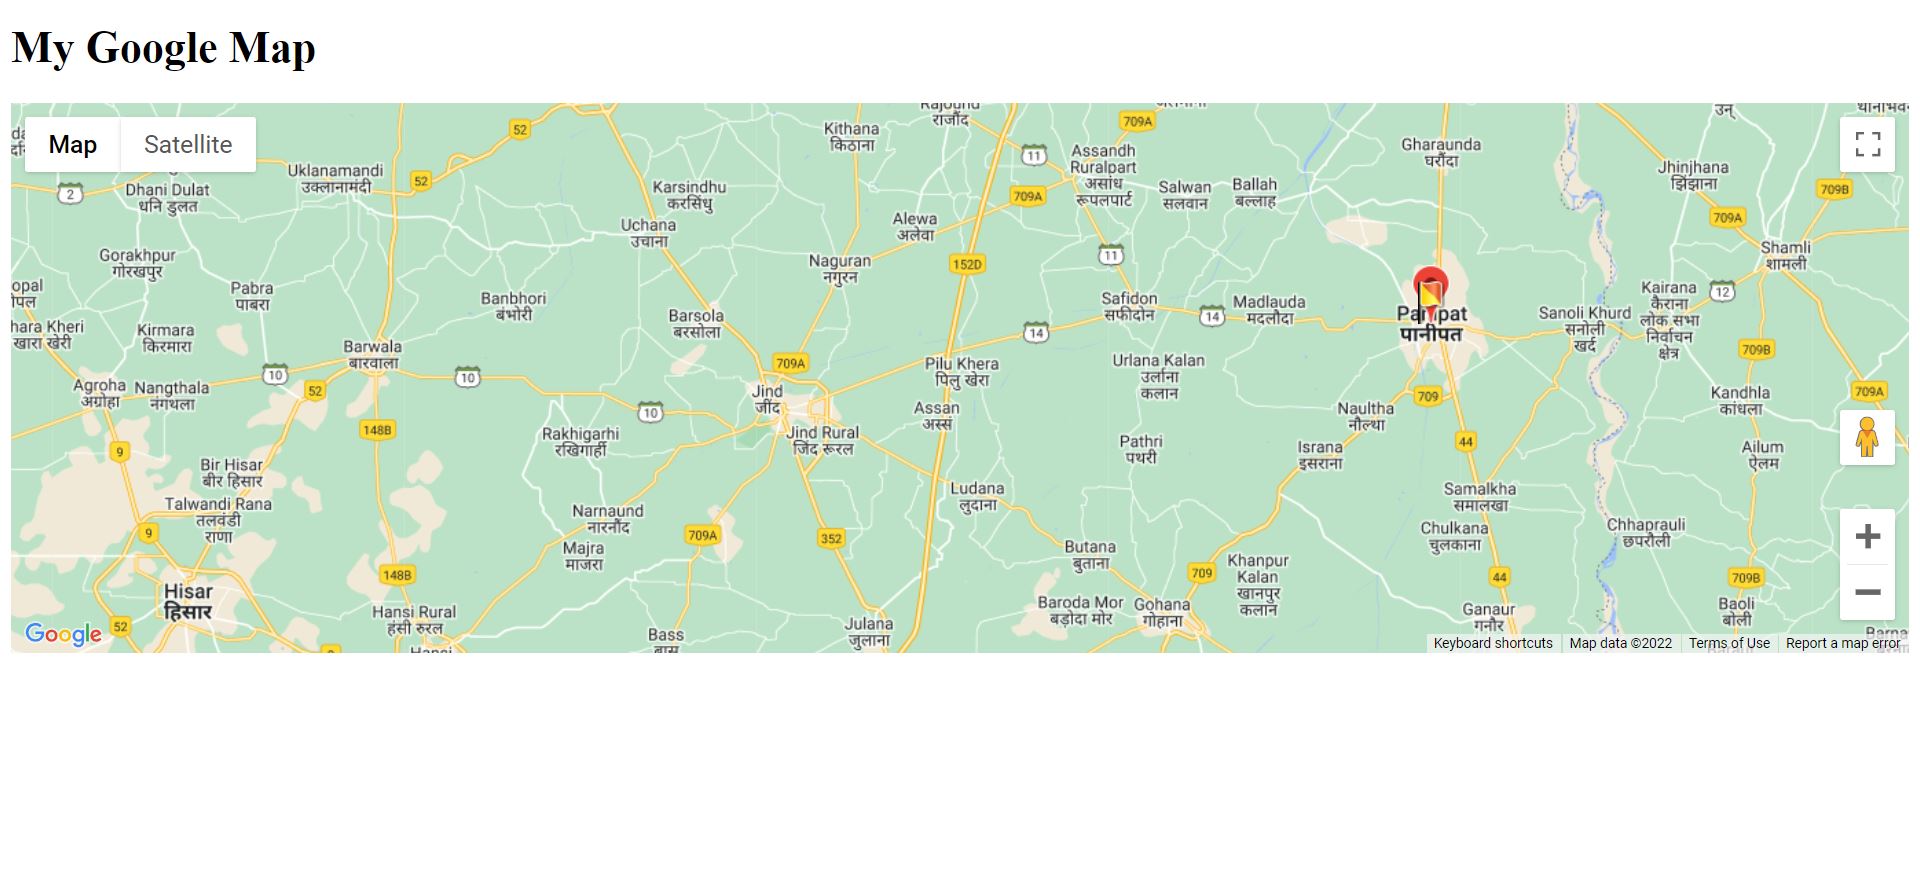 My Google Map
Map
Satellite
राजौंद
52
709A
Kithana
किठाना
11
Assandh
Ruralpart
असांध
रूपलपार्ट
Gharaunda
घरौंदा
उन्
Jhinjhana
झिंझाना
709B
Uklanamandi
उक्लानामंदी
52
2
Dhani Dulat
धनि डुलत
Karsindhu
करसिंधु
709A
Salwan
सलवान
Ballah
बल्लाह
709A
Uchana
उचाना
Alewa
अलेवा
Shamli
शामली
Gorakhpur
गोरखपुर
Naguran
नगुरन
152D
11
Pabra
पाबरा
Banbhori
बंभोरी
Safidon
सफीदोन
14
Madlauda
मदलौदा
Kairana
कैराना
लोक सभा
निर्वाचन
क्षेत्र
12
opal
Barsola
बरसोला
Panipat
पानीपत
Sanoli Khurd
सनोली
खर्द
hara Kheri
खारा खेरी
Kirmara
किरमारा
14
Barwala
बारवाला
709B
10
10
709A
Pilu Khera
पिलु खेरा
Urlana Kalan
उर्लाना
कलान
Agroha
अग्रोहा
Nangthala
नंगथला
52
Jind
जींद
709
Kandhla
कांधला
709A
10
Assan
अस्स
Naultha
नौल्था
148B
Rakhigarhi
रखिगार्ही
Jind Rural
जिंद रूरल
Pathri
पथरी
44
9
Israna
इसराना
Ailum
ऐलम
Bir Hisar
बीर हिसार
Ludana
लुदाना
Samalkha
समालखा
Talwandi Rana
तलवंडी
राणा
Narnaund
नारनौंद
Chulkana
चुलकाना
Chhaprauli
छपरौली
9
709A
352
Majra
माजरा
Butana
बुताना
Khanpur
Kalan
खानपुर
कलान
148B
709
44
709B
Hisar
हिसार
Hansi Rural
हंसी रुरल
Baroda Mor
बड़ोदा मोर
Gohana
गोहाना
Ganaur
गनौर
Baoli
बोली
52
Google
Bass
बास
Julana
जुलाना
Keyboard shortcuts
Map data ©2022
Terms of Use
Report a map error